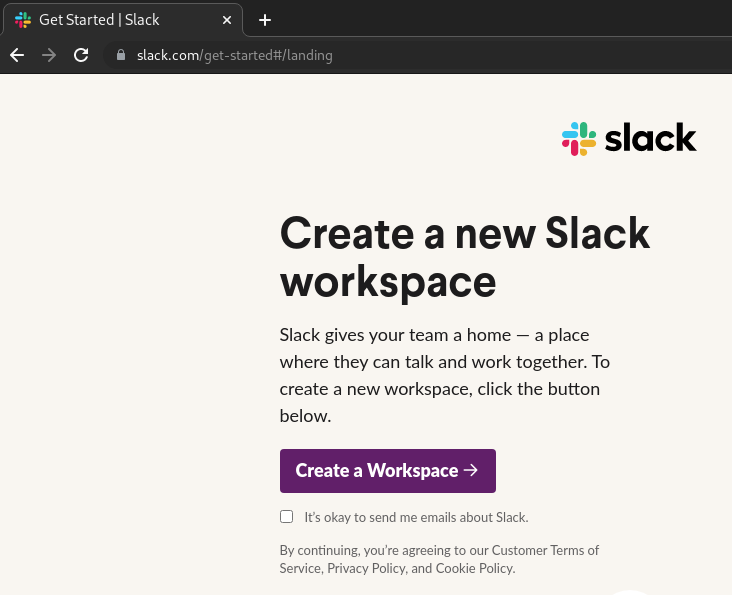 Get Started | Slack
slack.com/get-started#/landing
slack
Create a new Slack
workspace
Slack gives your team a home — a place
where they can talk and work together. To
create a new workspace, click the button
below.
Create a Workspace →
It's okay to send me emails about Slack.
By continuing, you're agreeing to our Customer Terms of
Service, Privacy Policy, and Cookie Policy.